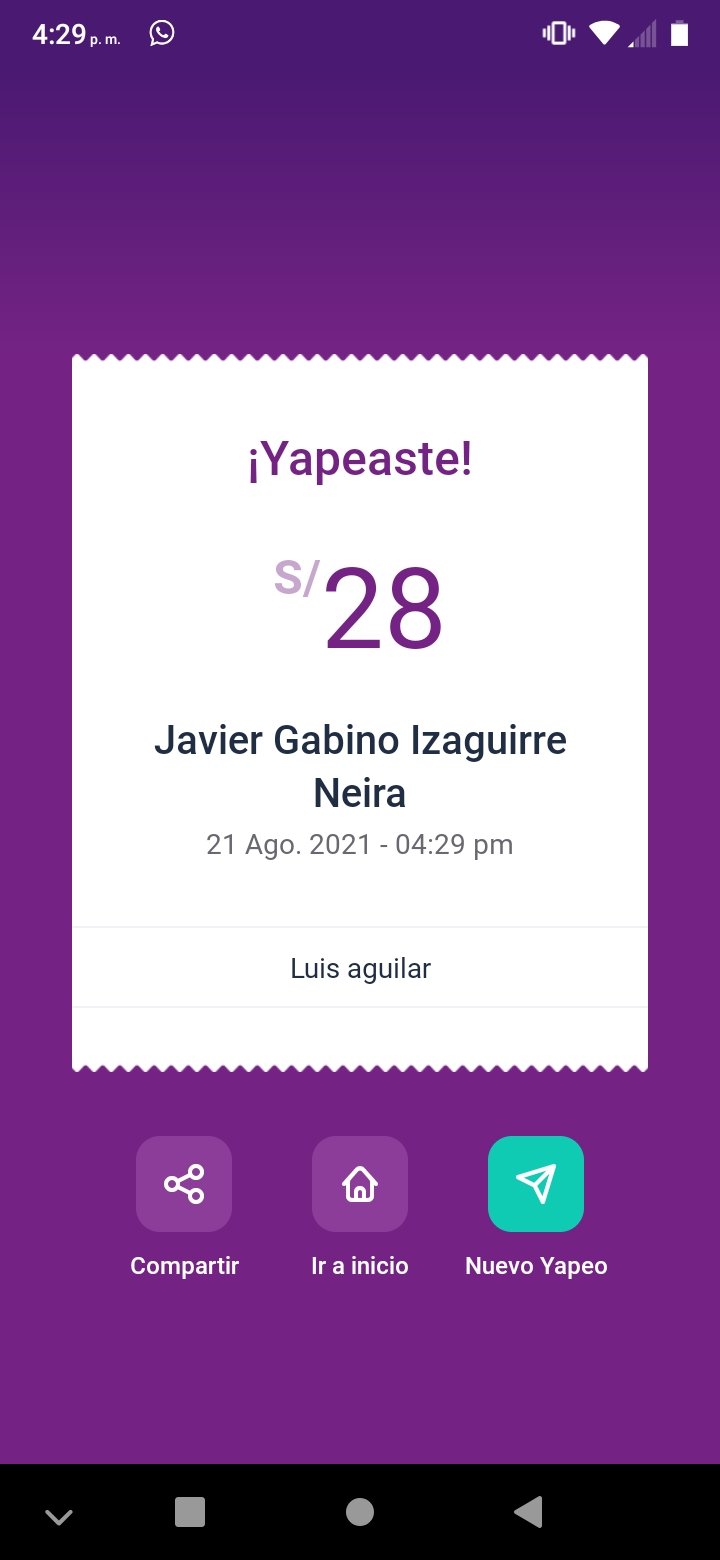 4:29 p. m.
¡Yapeaste!
S/28
Javier Gabino Izaguirre
Neira
21 Ago. 2021 - 04:29 pm
Luis aguilar
Compartir Ir a inicio Nuevo Yapeo